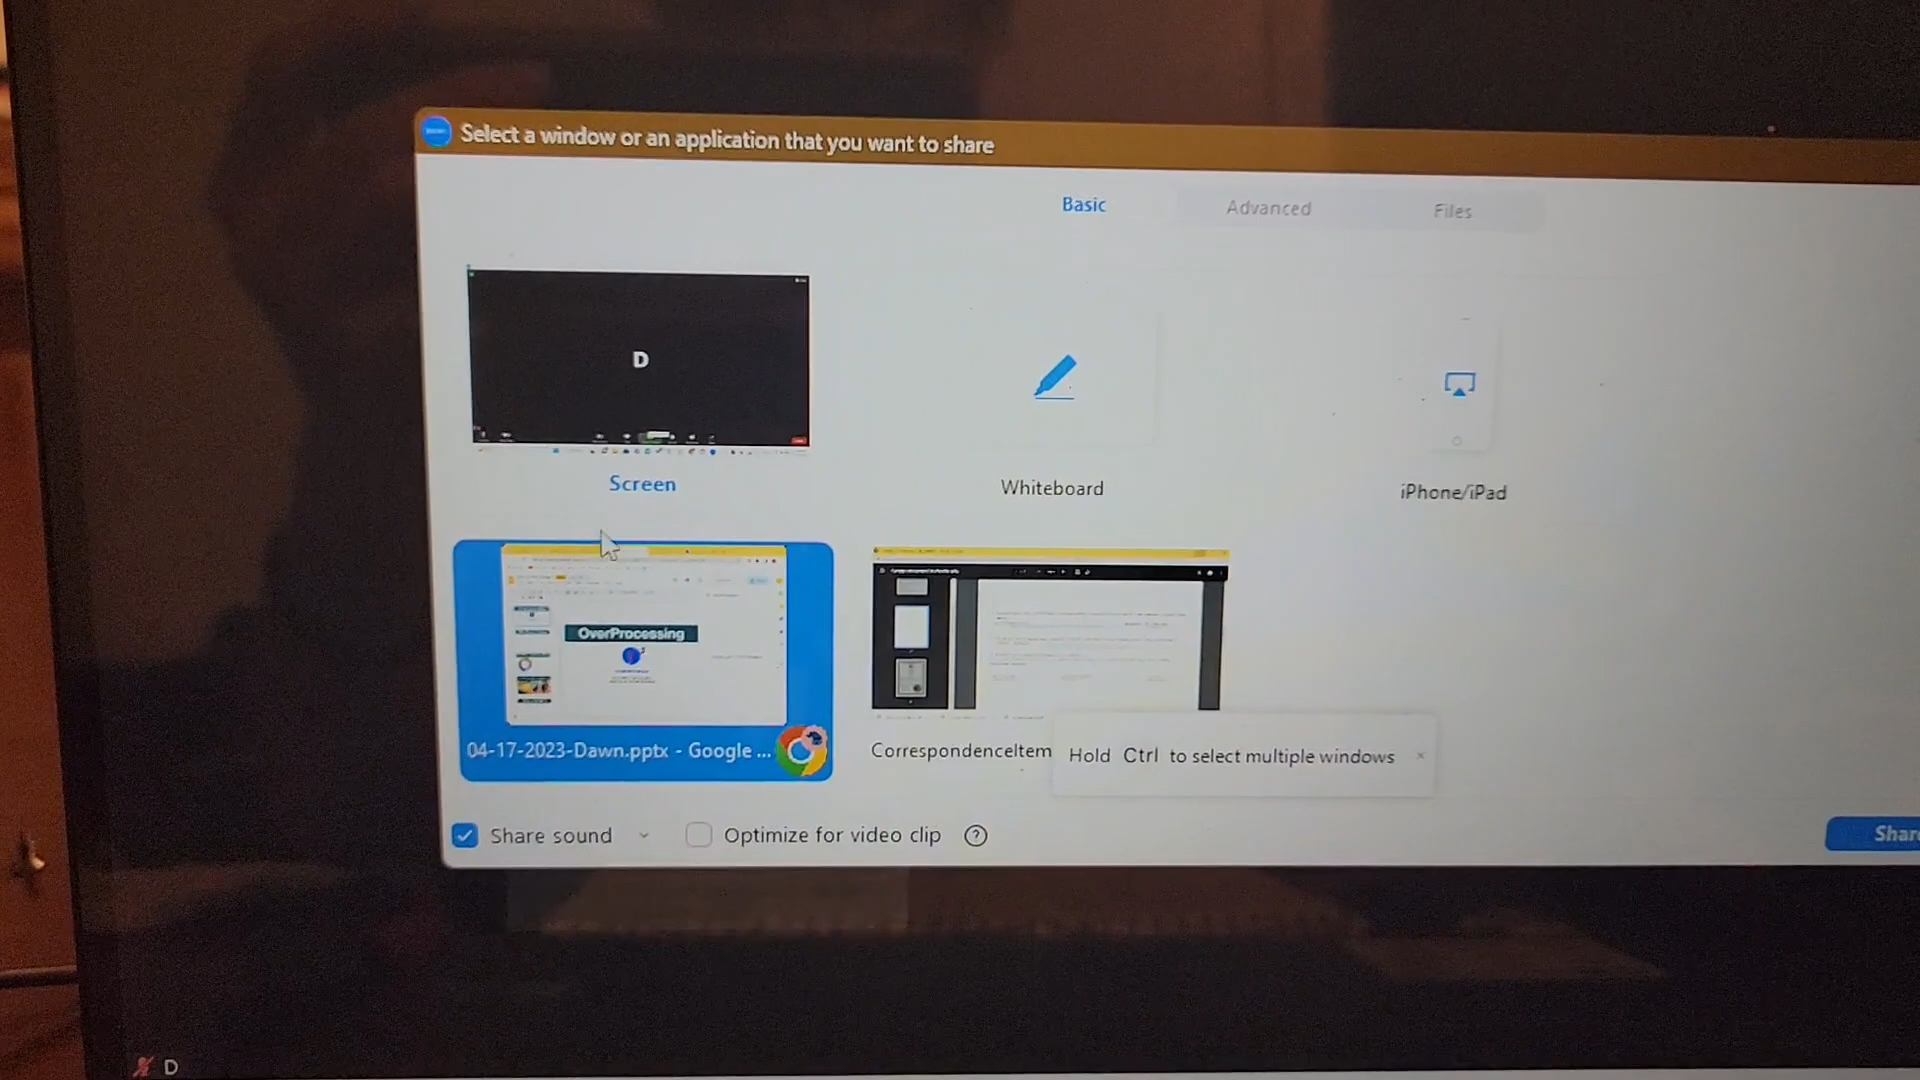 Select a window or an application that you want to share
Basic
Advanced
Files
D
Screen
Whiteboard
iPhone/iPad
OverProcessing
04-17-2023-Dawn.pptx - Google ...
CorrespondenceItem
Hold Ctrl to select multiple windows
Share sound
Optimize for video clip
Share
D